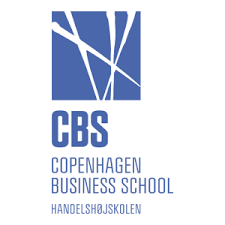 CBS
COPENHAGEN
BUSINESS SCHOOL
HANDELSHØJSKOLEN